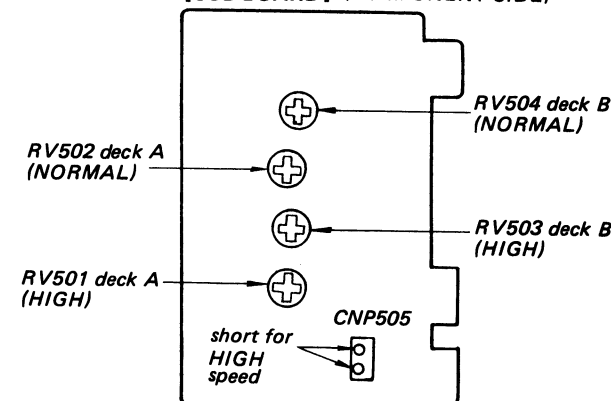 RV504 deck B
(NORMAL)
RV502 deck A
(NORMAL)
RV503 deck B
(HIGH)
RV501 deck A
(HIGH)
CNP505
short for
HIGH
speed